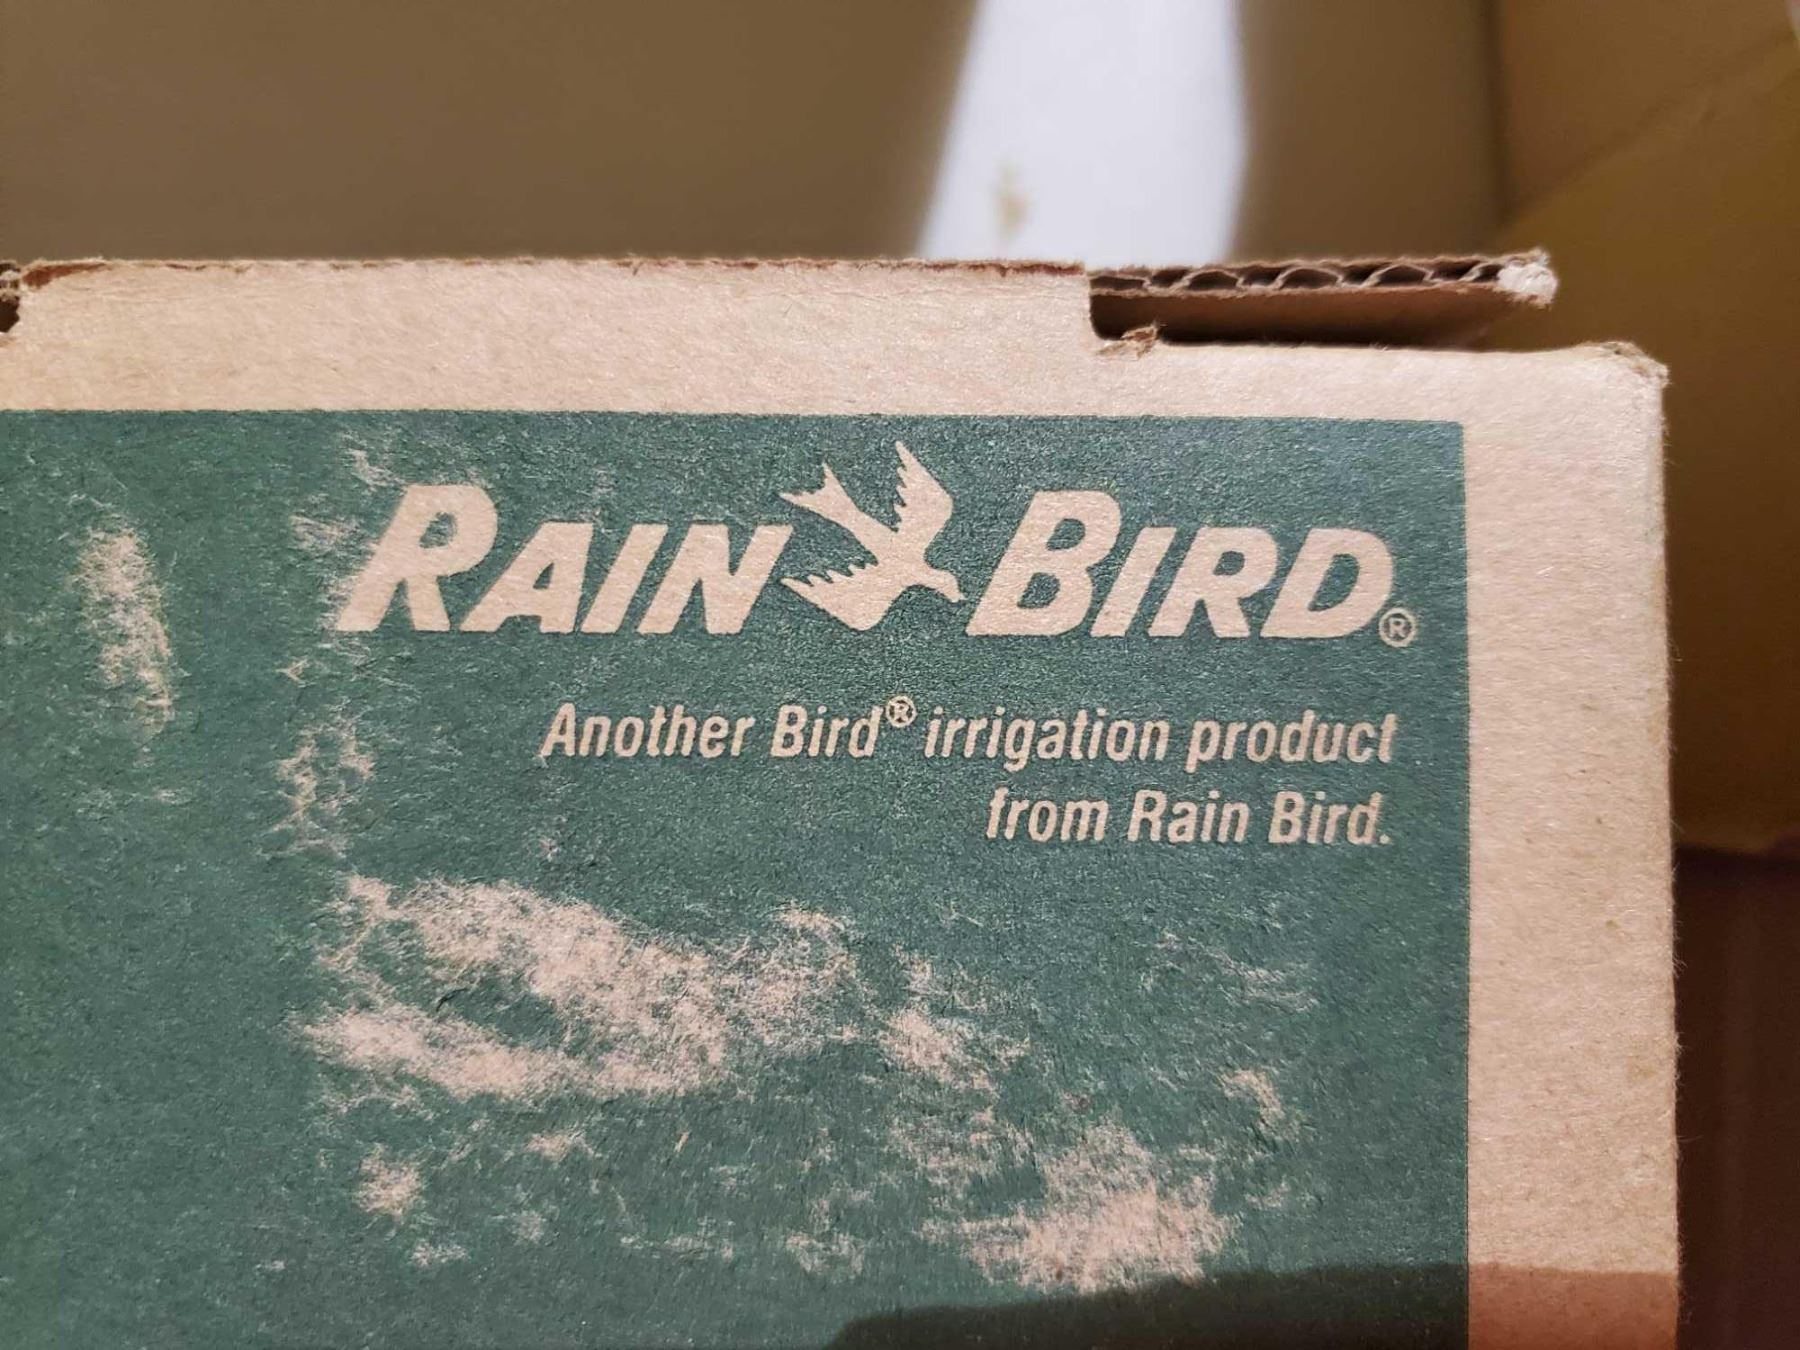 RAIN BIRD®
Another Bird® irrigation product
from Rain Bird.